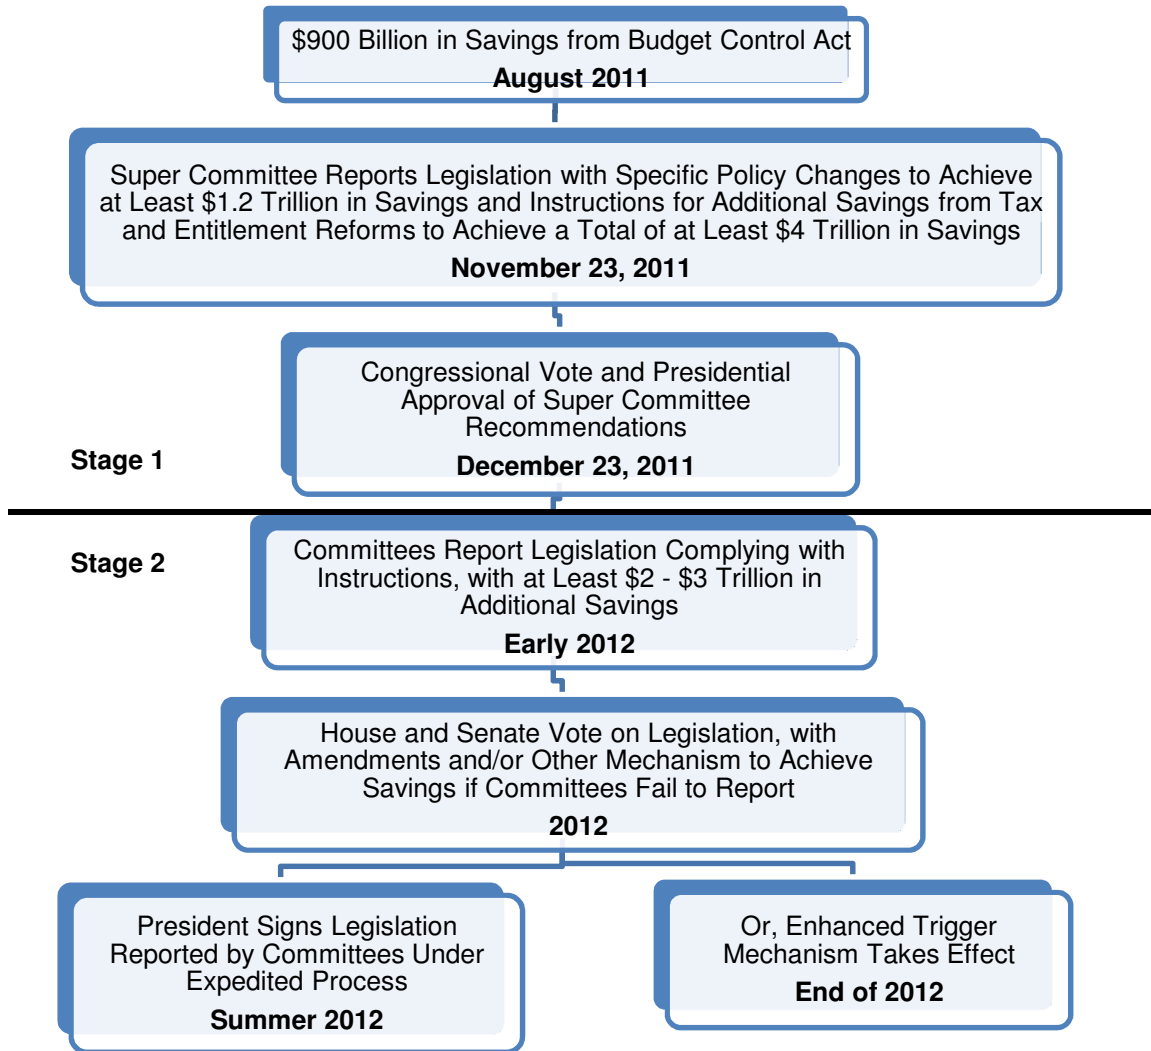 $900 Billion in Savings from Budget Control Act
August 2011
Super Committee Reports Legislation with Specific Policy Changes to Achieve
at Least $1.2 Trillion in Savings and Instructions for Additional Savings from Tax
and Entitlement Reforms to Achieve a Total of at Least $4 Trillion in Savings
November 23, 2011
Congressional Vote and Presidential
Approval of Super Committee
Recommendations
December 23, 2011
Stage 1
Stage 2
Committees Report Legislation Complying with
Instructions, with at Least $2 - $3 Trillion in
Additional Savings
Early 2012
House and Senate Vote on Legislation, with
Amendments and/or Other Mechanism to Achieve
Savings if Committees Fail to Report
2012
President Signs Legislation
Reported by Committees Under
Expedited Process
Summer 2012
Or, Enhanced Trigger
Mechanism Takes Effect
End of 2012